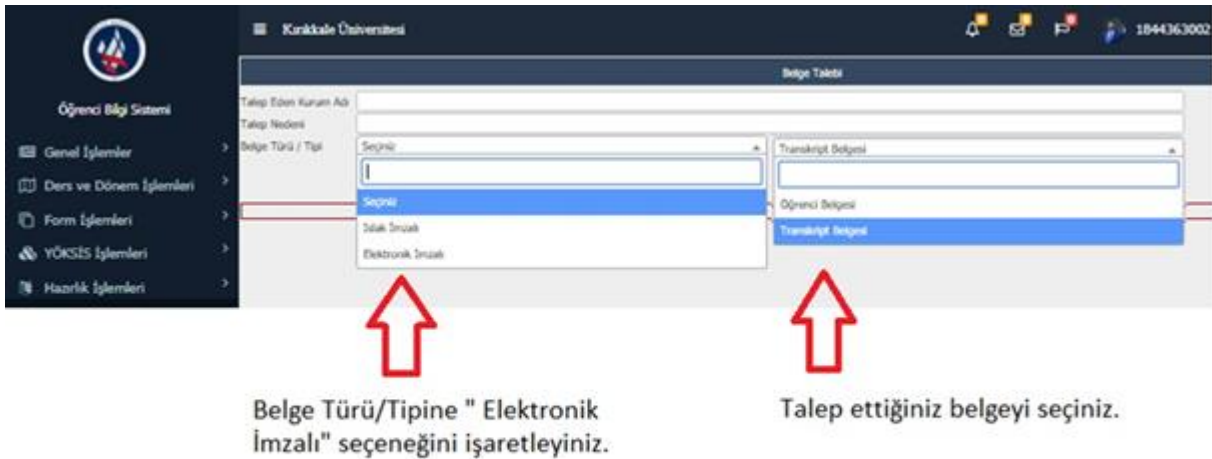 Kırıkkale Üniversitesi
1844363002
Öğrenci Bilgi Sistemi
Genel İşlemler
Ders ve Dönem İşlemleri
Form İşlemleri
YÖKSİS İşlemleri
Hazırlık İşlemleri
Belge Talebi
Talep Eden Kurum Adı
Talep Nedeni
Belge Türü / Tipi
Seçiniz
Seçiniz
Islak İmzalı
Elektronik İmzalı
Transkript Belgesi
Öğrenci Belgesi
Transkript Belgesi
Belge Türü/Tipine " Elektronik
İmzalı" seçeneğini işaretleyiniz.
Talep ettiğiniz belgeyi seçiniz.